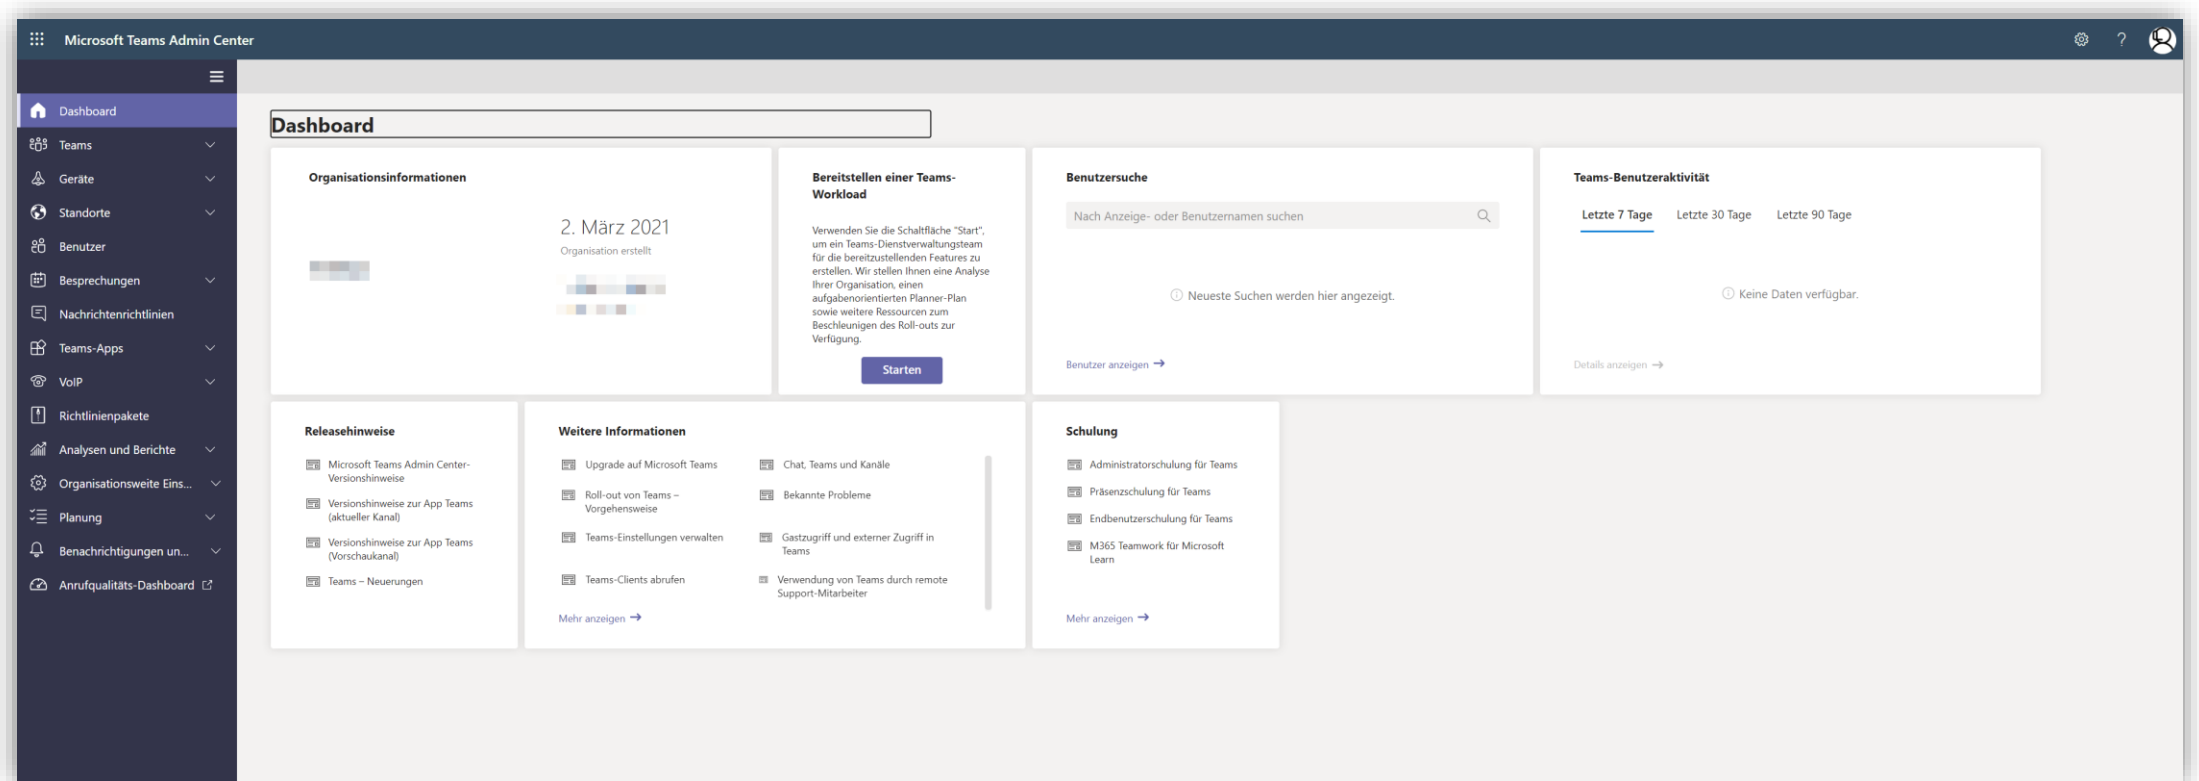 Microsoft Teams Admin Center
?
Dashboard
Teams
Geräte
Standorte
Benutzer
Besprechungen
Nachrichtenrichtlinien
Teams-Apps
VoIP
Richtlinienpakete
Analysen und Berichte
Organisationsweite Eins...
Planung
Benachrichtigungen un...
Anrufqualitäts-Dashboard
Dashboard
Organisationsinformationen
2. März 2021
Organisation erstellt
Bereitstellen einer Teams-
Workload
Verwenden Sie die Schaltfläche "Start",
um ein Teams-Dienstverwaltungsteam
für die bereitzustellenden Features zu
erstellen. Wir stellen Ihnen eine Analyse
Ihrer Organisation, einen
aufgabenorientierten Planner-Plan
sowie weitere Ressourcen zum
Beschleunigen des Roll-outs zur
Verfügung.
Starten
Benutzersuche
Nach Anzeige- oder Benutzernamen suchen
Neueste Suchen werden hier angezeigt.
Benutzer anzeigen
Teams-Benutzeraktivität
Letzte 7 Tage Letzte 30 Tage Letzte 90 Tage
Keine Daten verfügbar.
Details anzeigen
Releasehinweise
Microsoft Teams Admin Center-
Versionshinweise
Versionshinweise zur App Teams
(aktueller Kanal)
Versionshinweise zur App Teams
(Vorschaukanal)
Teams – Neuerungen
Weitere Informationen
Upgrade auf Microsoft Teams
Roll-out von Teams –
Vorgehensweise
Teams-Einstellungen verwalten
Teams-Clients abrufen
Chat, Teams und Kanäle
Bekannte Probleme
Gastzugriff und externer Zugriff in
Teams
Verwendung von Teams durch remote
Support-Mitarbeiter
Mehr anzeigen
Schulung
Administratorschulung für Teams
Präsenzschulung für Teams
Endbenutzerschulung für Teams
M365 Teamwork für Microsoft
Learn
Mehr anzeigen